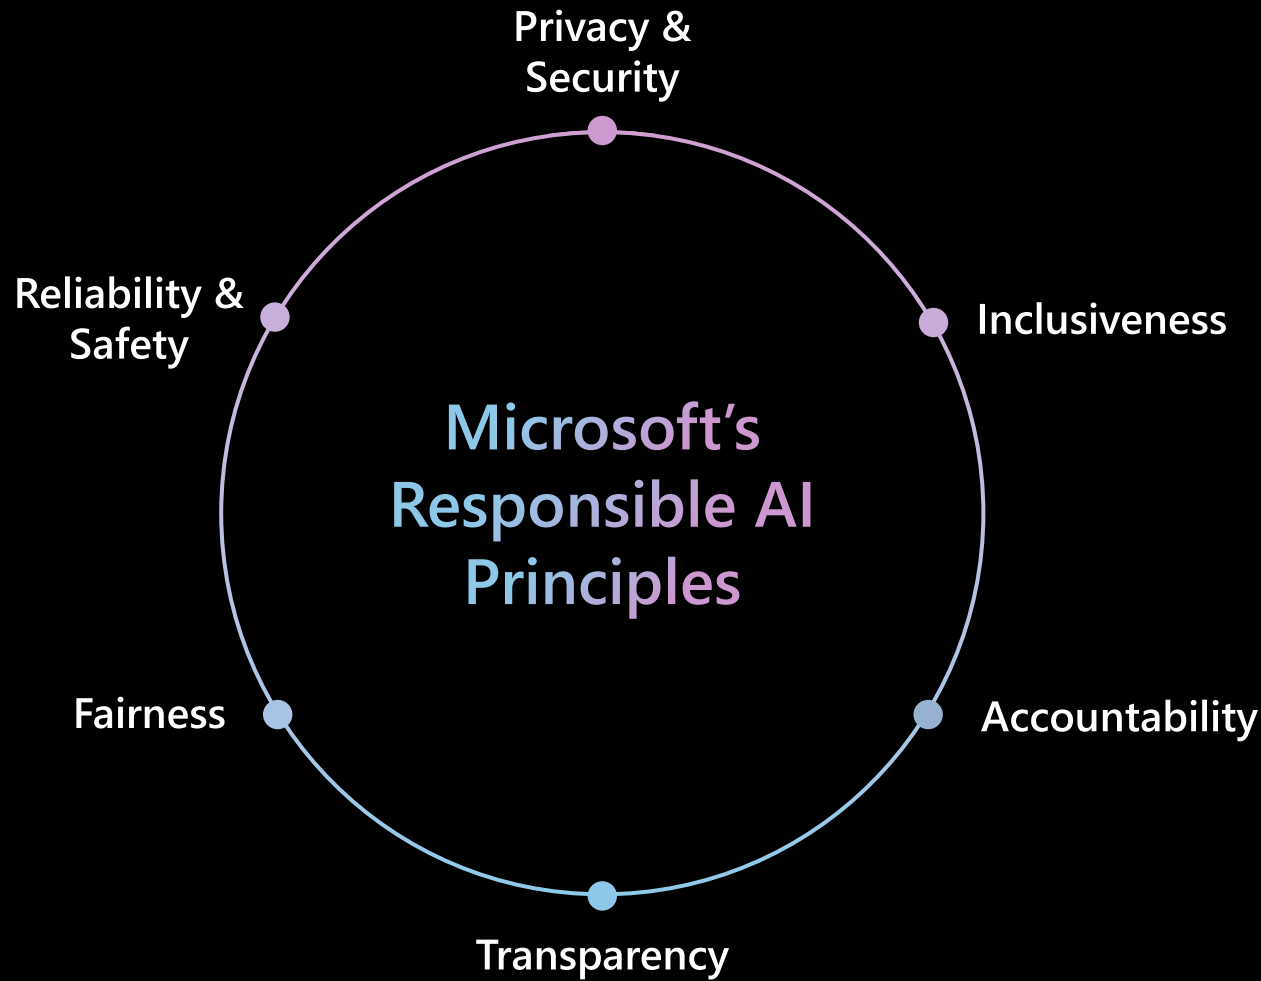 Privacy &
Security
Reliability &
Safety
Inclusiveness
Microsoft’s
Responsible AI
Principles
Fairness
Accountability
Transparency